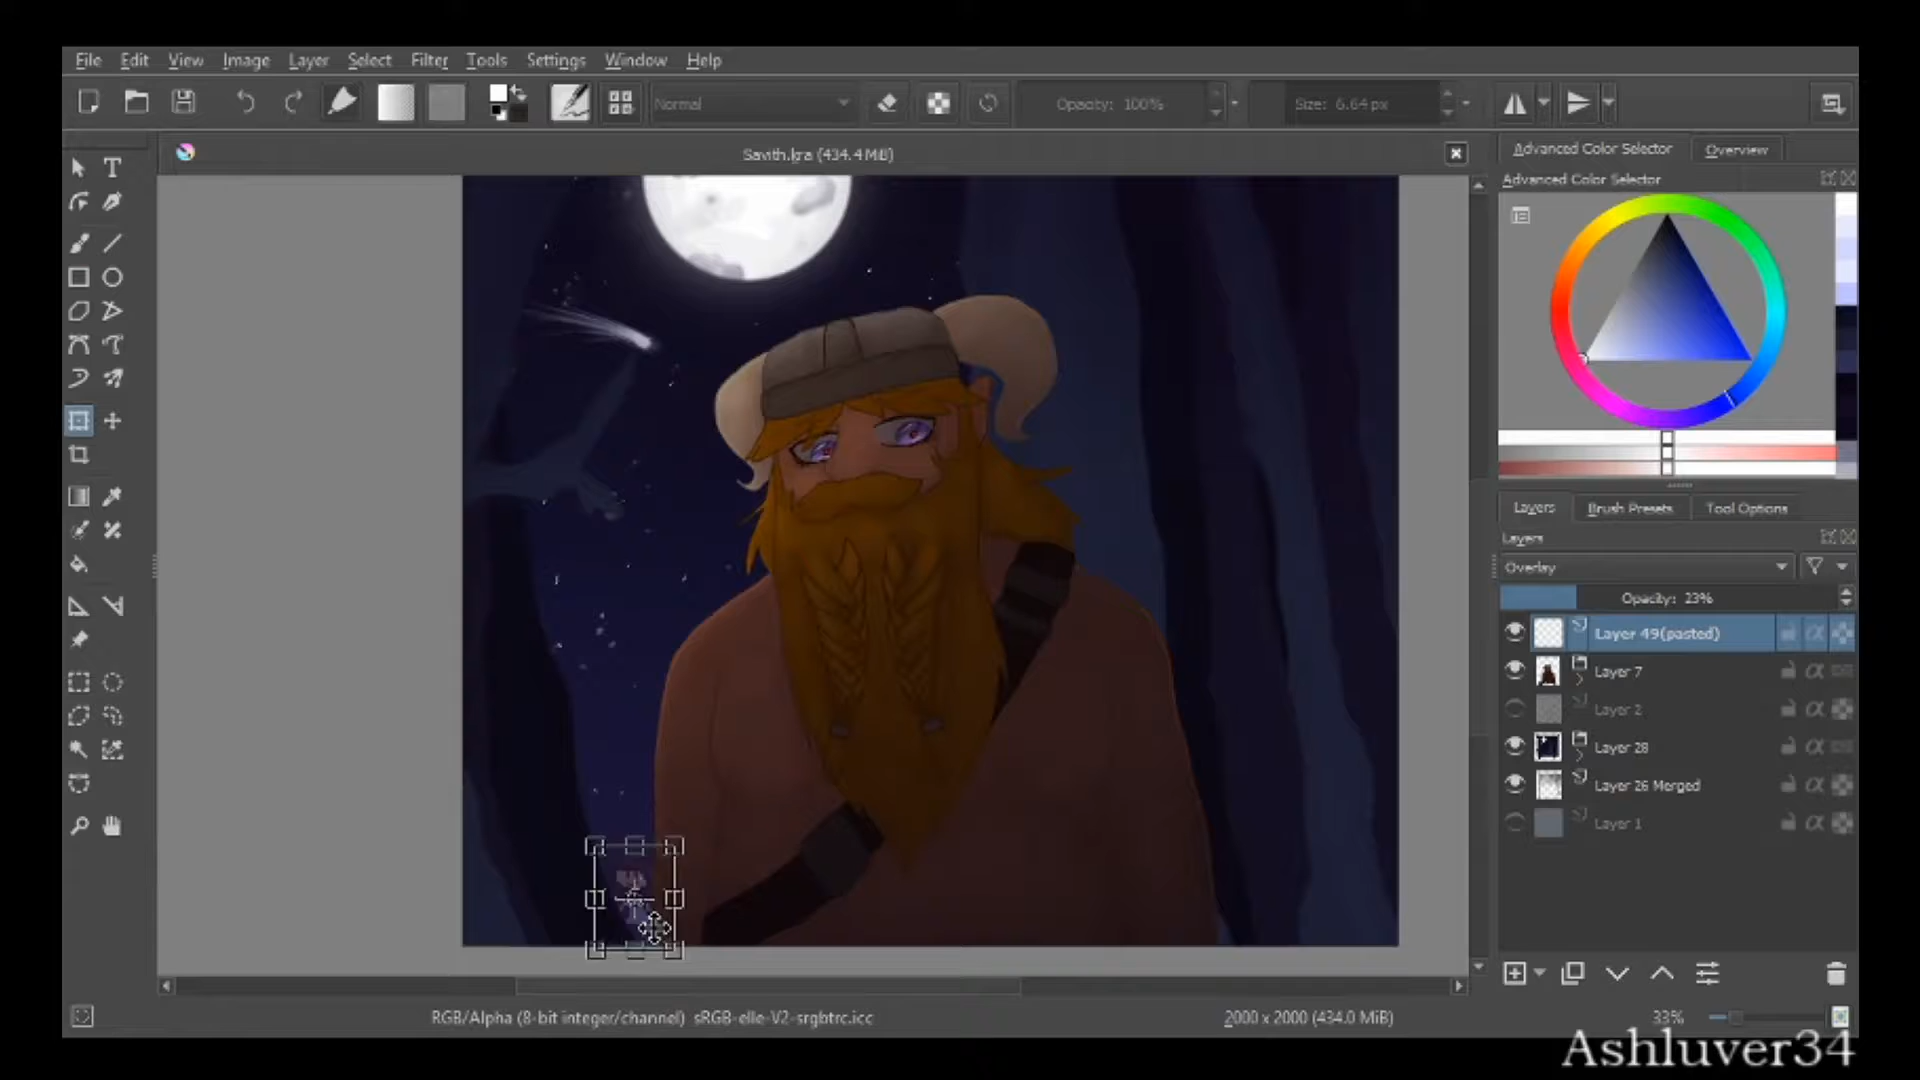 File Edit View Image Layer Select Filter Tools Settings Window Help
Normal
Opacity: 100%
Size: 6.64 px
Savith.kra (434.4 MiB)
Advanced Color Selector
Overview
Advanced Color Selector
Layers
Brush Presets
Tool Options
Layers
Overlay
Opacity: 23%
Layer 49(pasted)
Layer 7
Layer 2
Layer 28
Layer 26 Merged
Layer 1
RGB/Alpha (8-bit integer/channel) sRGB-elle-V2-srgbtrc.icc
2000 x 2000 (434.0 MiB)
33%
Ashluver34